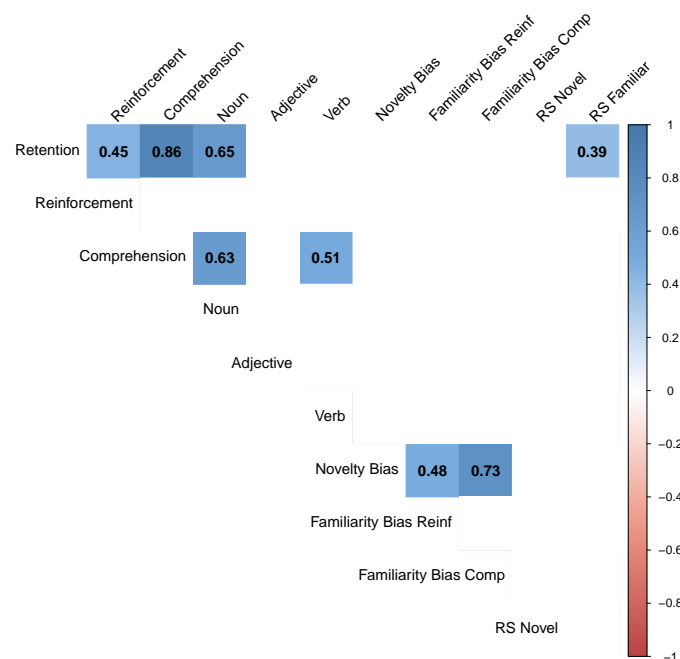 Reinforcement
Comprehension
Noun
Adjective
Verb
Novelty Bias
Familiarity Bias Reinf
Familiarity Bias Comp
RS Novel
RS Familiar
Retention 0.45 0.86 0.65 0.39
Reinforcement
Comprehension 0.63 0.51
Noun
Adjective
Verb
Novelty Bias 0.48 0.73
Familiarity Bias Reinf
Familiarity Bias Comp
RS Novel
1
0.8
0.6
0.4
0.2
0
−0.2
−0.4
−0.6
−0.8
−1